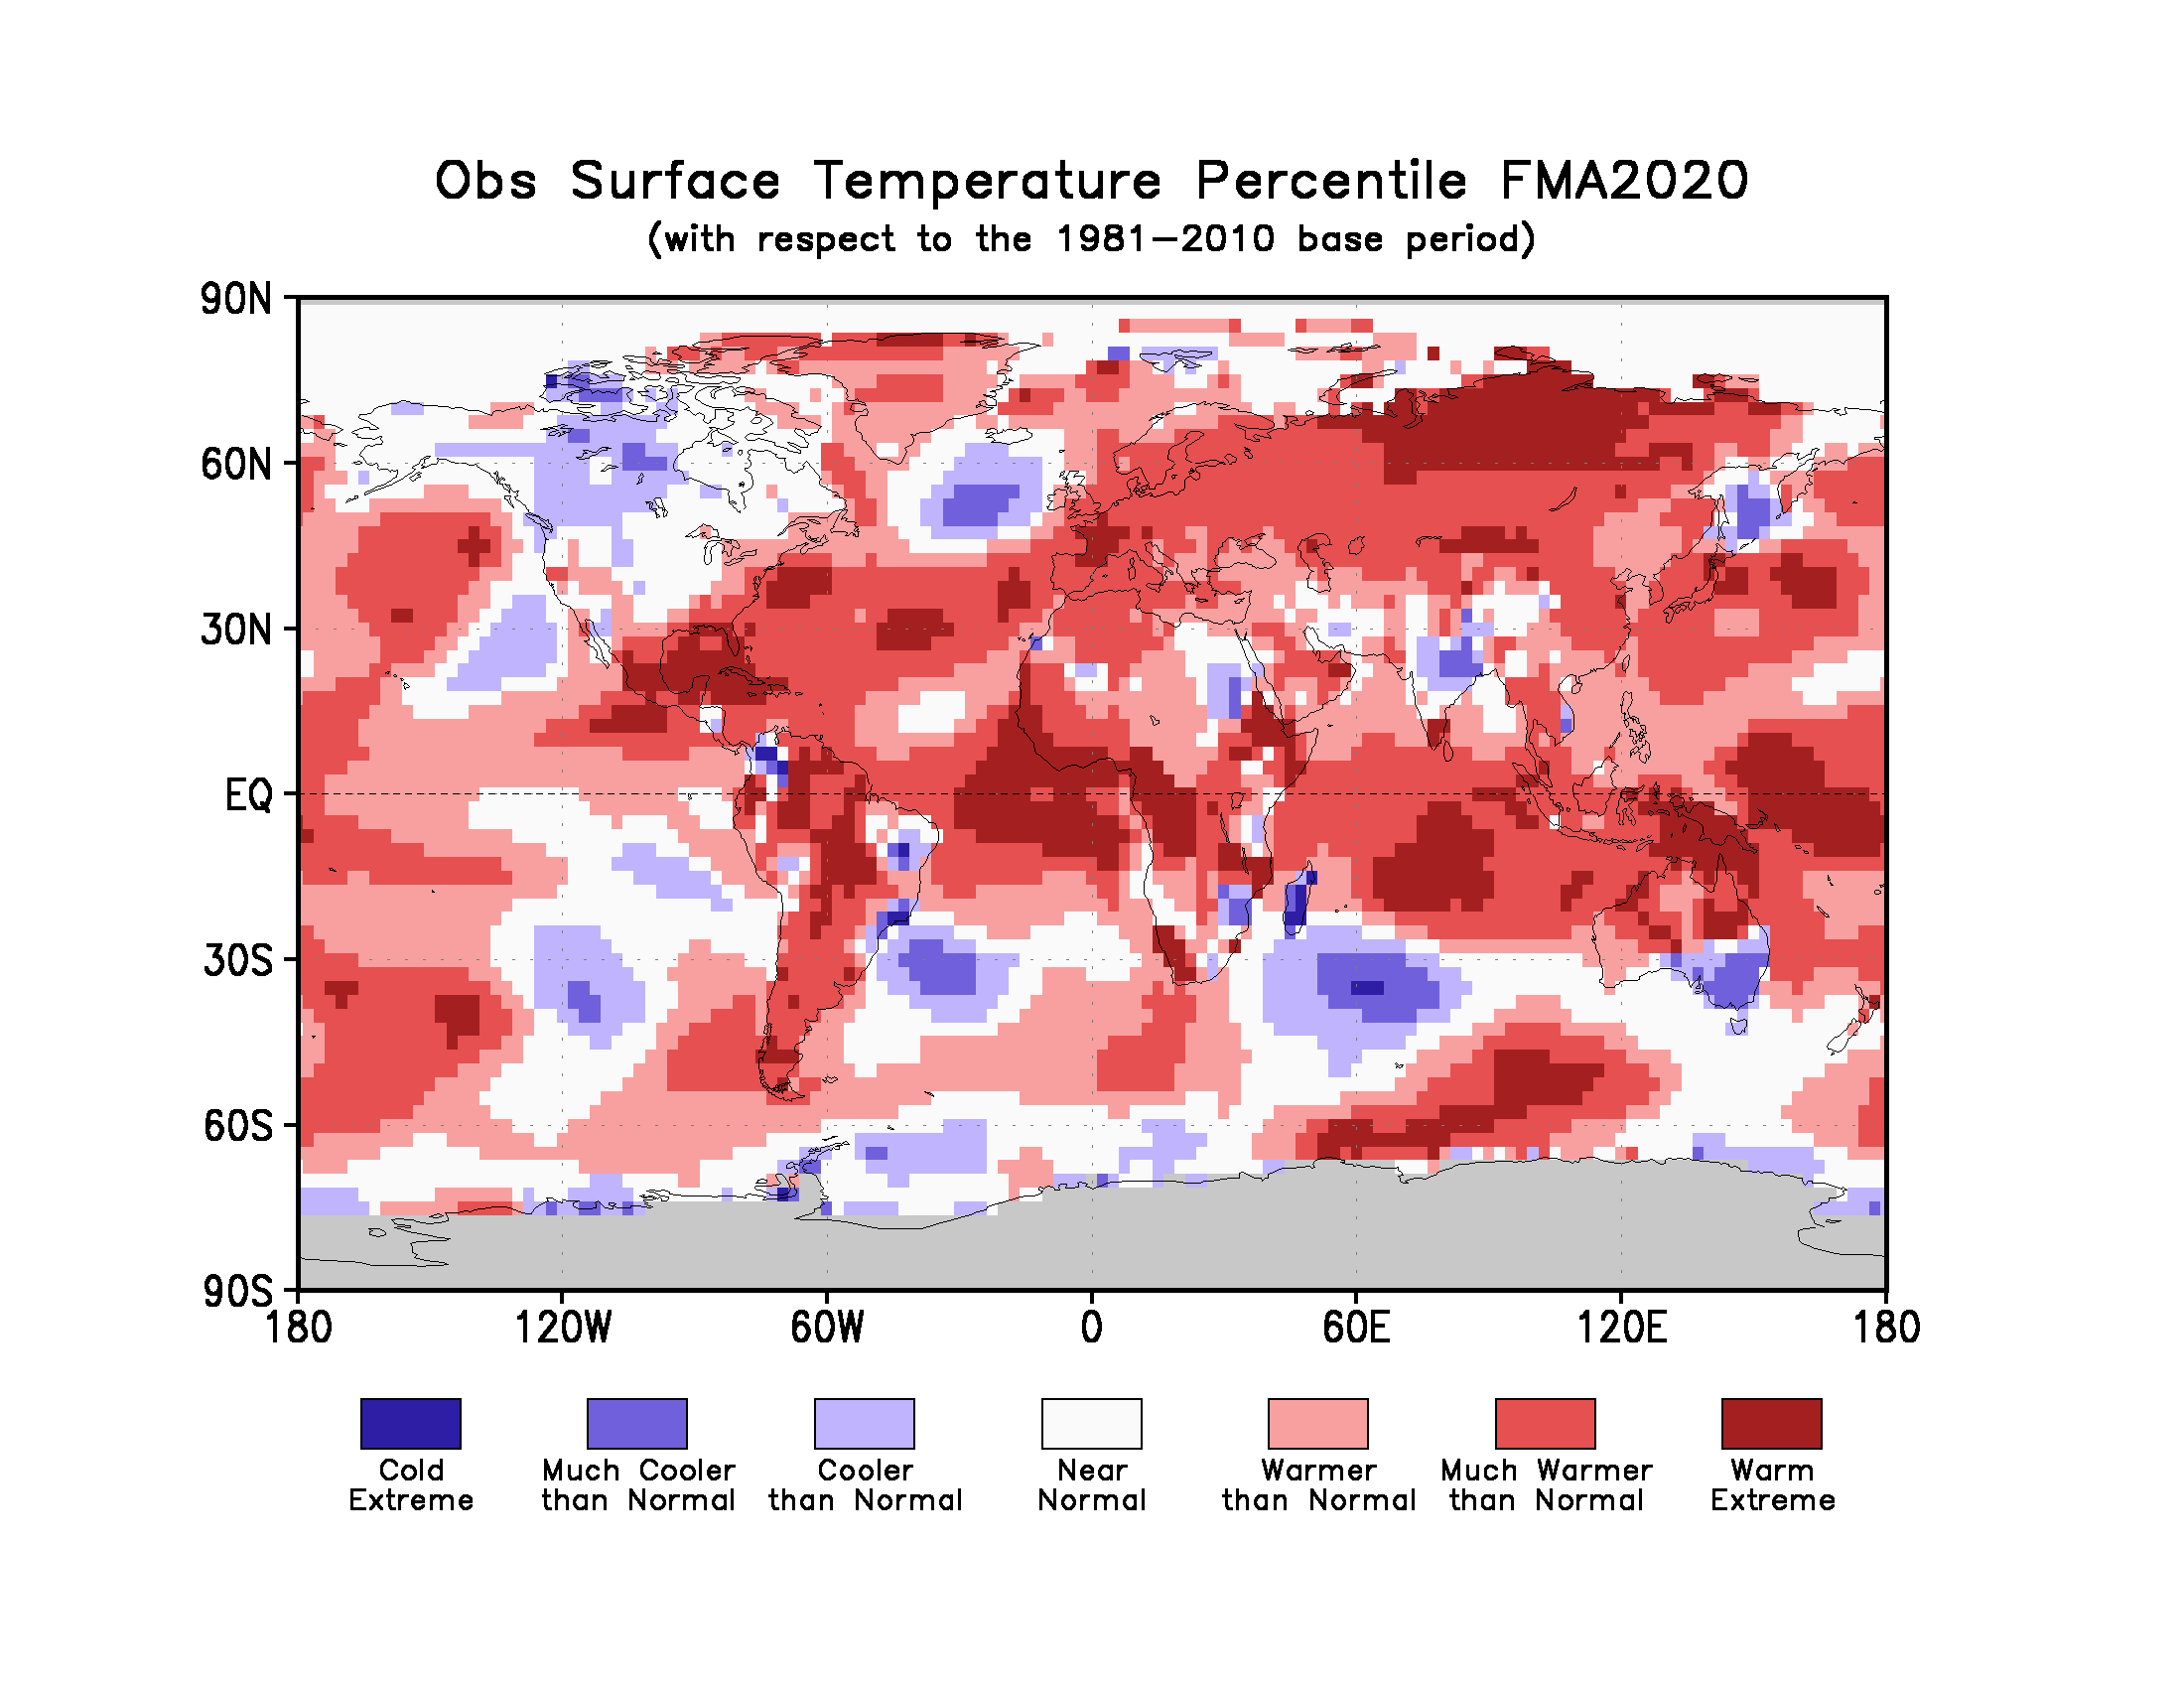 Obs Surface Temperature Percentile FMA2020
(with respect to the 1981-2010 base period)
90N
60N
30N
EQ
30S
60S
90S
180 120W 60W 0 60E 120E 180
Cold Extreme
Much Cooler than Normal
Cooler than Normal
Near Normal
Warmer than Normal
Much Warmer than Normal
Warm Extreme